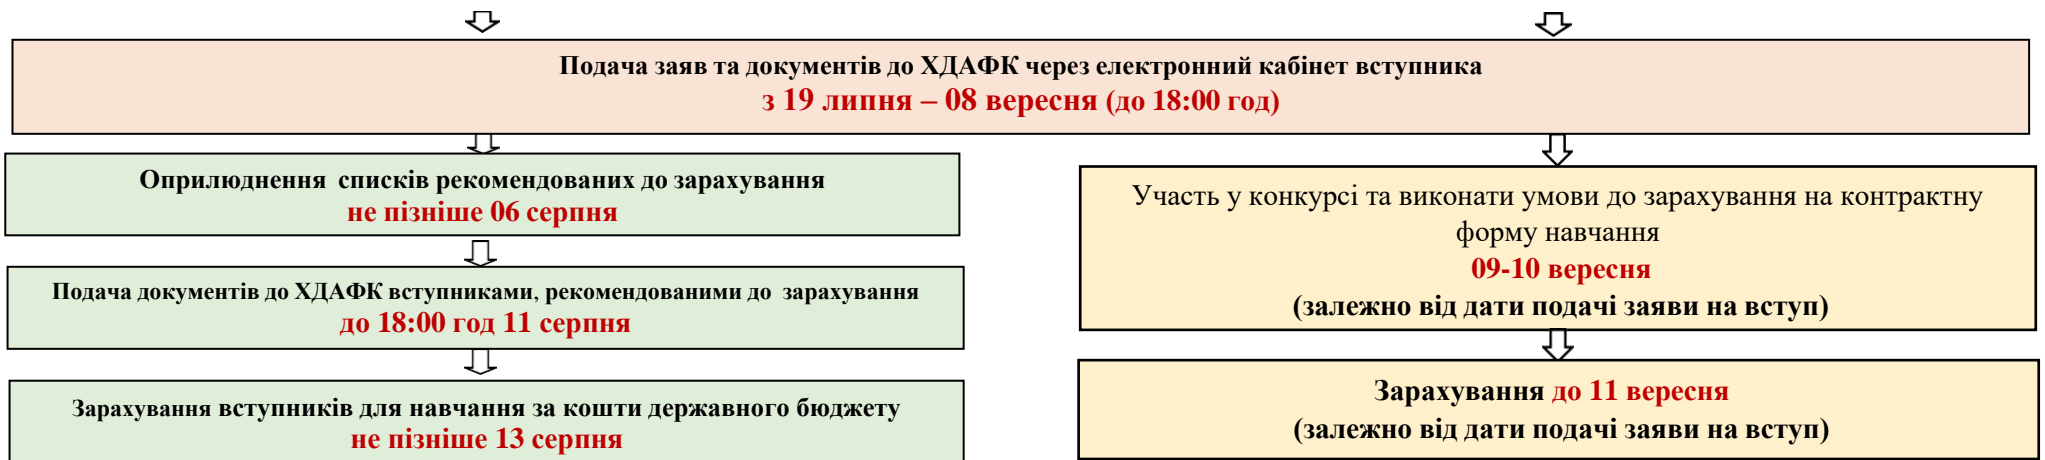 Подача заяв та документів до ХДАФК через електронний кабінет вступника
з 19 липня – 08 вересня (до 18:00 год)
Оприлюднення списків рекомендованих до зарахування
не пізніше 06 серпня
Подача документів до ХДАФК вступниками, рекомендованими до зарахування
до 18:00 год 11 серпня
Зарахування вступників для навчання за кошти державного бюджету
не пізніше 13 серпня
Участь у конкурсі та виконати умови до зарахування на контрактну
форму навчання
09-10 вересня
(залежно від дати подачі заяви на вступ)
Зарахування до 11 вересня
(залежно від дати подачі заяви на вступ)